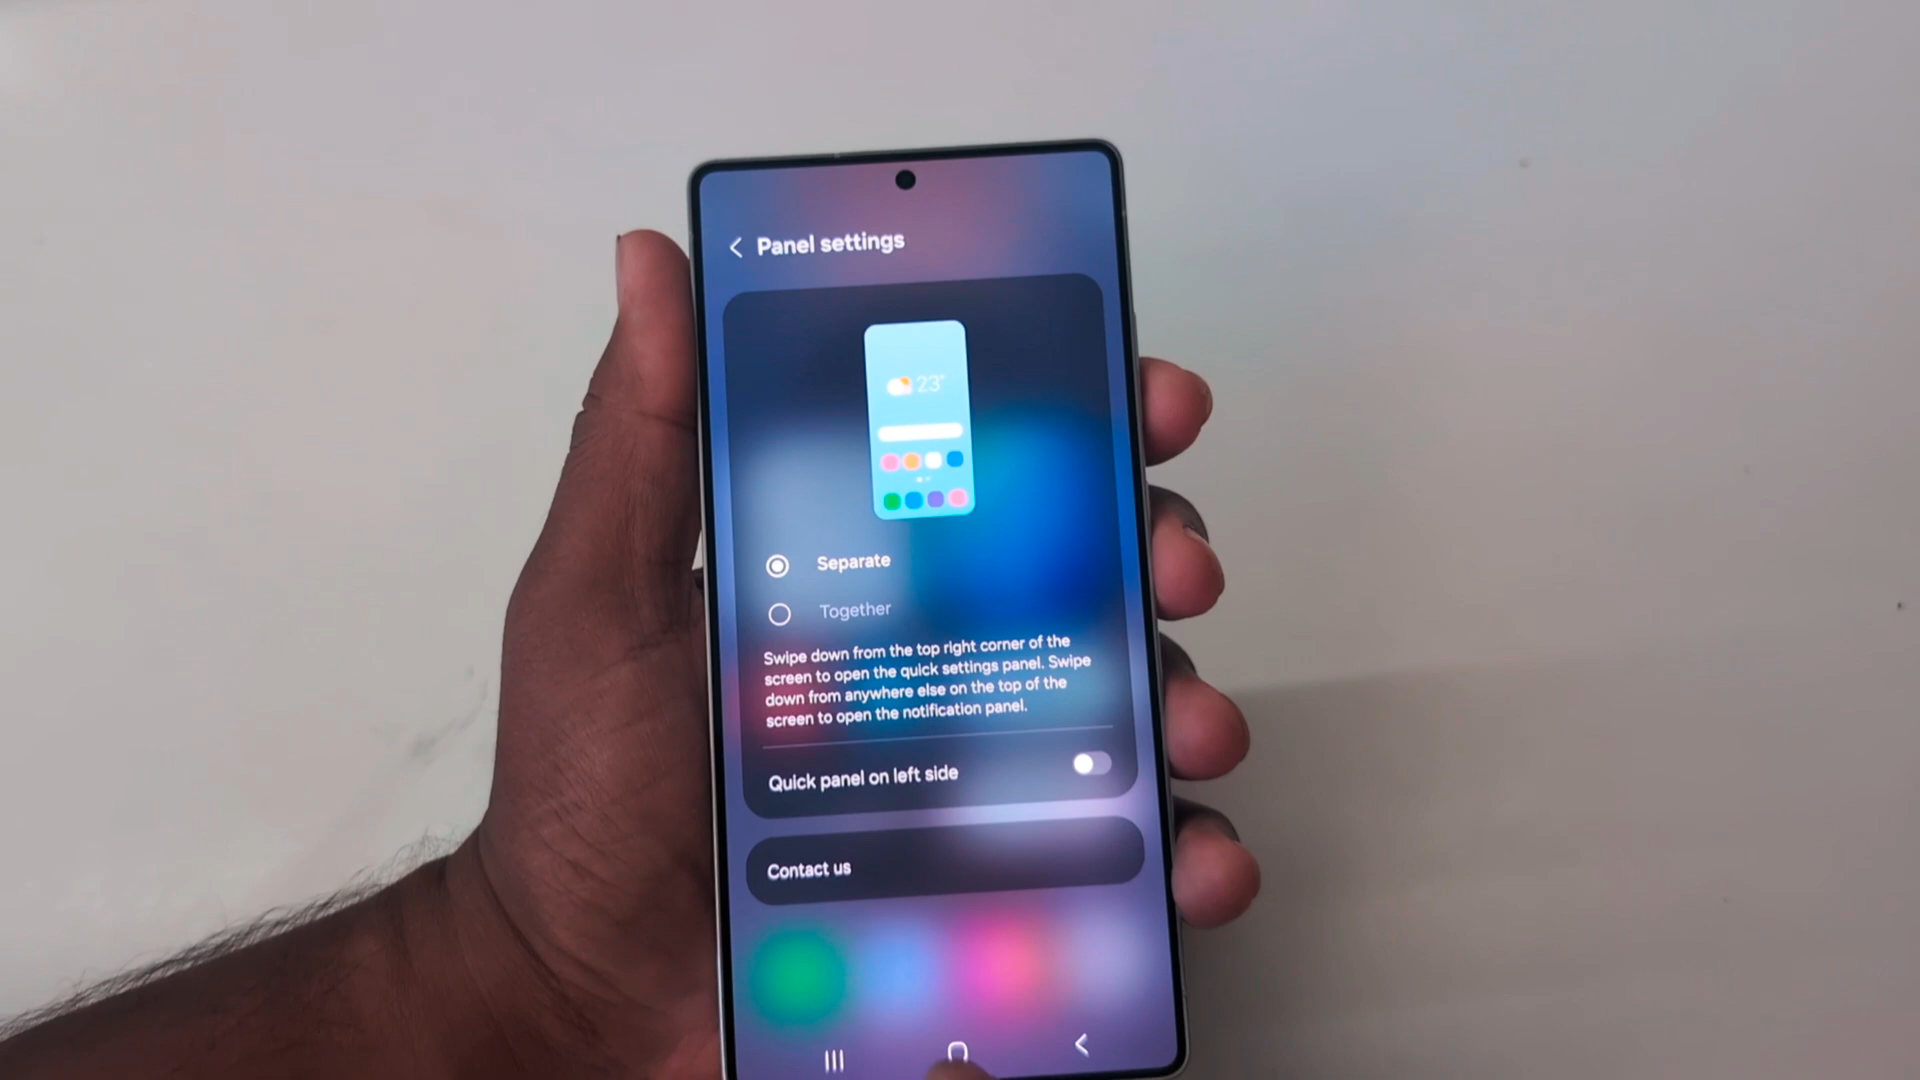 Panel settings
23°
Separate
Together
Swipe down from the top right corner of the
screen to open the quick settings panel. Swipe
down from anywhere else on the top of the
screen to open the notification panel.
Quick panel on left side
Contact us